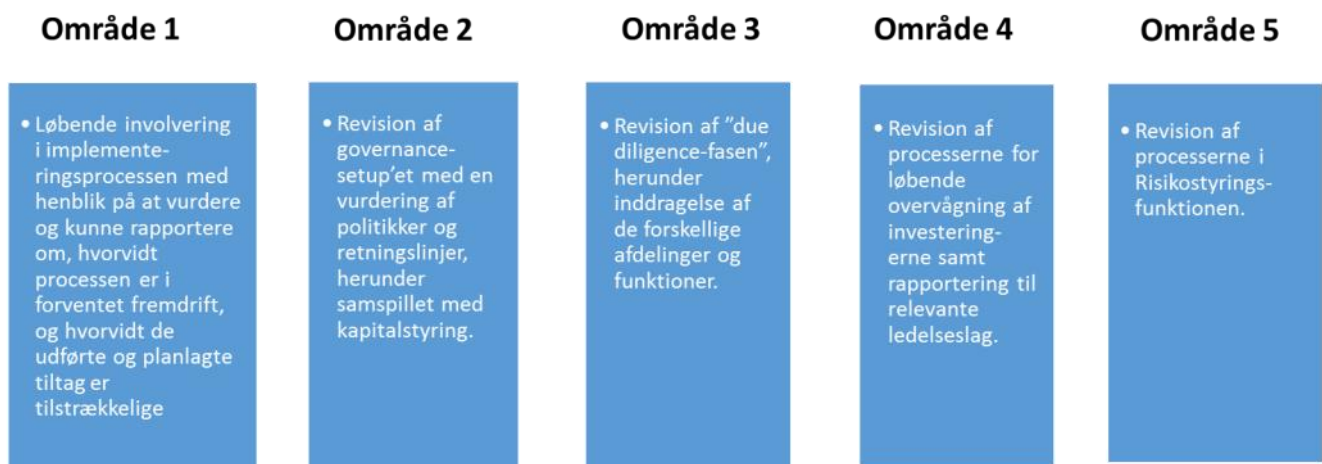 Område 1
• Løbende involvering
i implemente-
ringsprocessen med
henblik på at vurdere
og kunne rapportere
om, hvorvidt
processen er i
forventet fremdrift,
og hvorvidt de
udførte og planlagte
tiltag er
tilstrækkelige
Område 2
• Revision af
governance-
setup’et med en
vurdering af
politikker og
retningslinjer,
herunder
samspillet med
kapitalstyring.
Område 3
• Revision af ”due
diligence-fasen”,
herunder
inddragelse af
de forskellige
afdelinger og
funktioner.
Område 4
• Revision af
processerne for
løbende
overvågning af
investering-
erne samt
rapportering til
relevante
ledelseslag.
Område 5
• Revision af
processerne i
Risikostyrings-
funktionen.